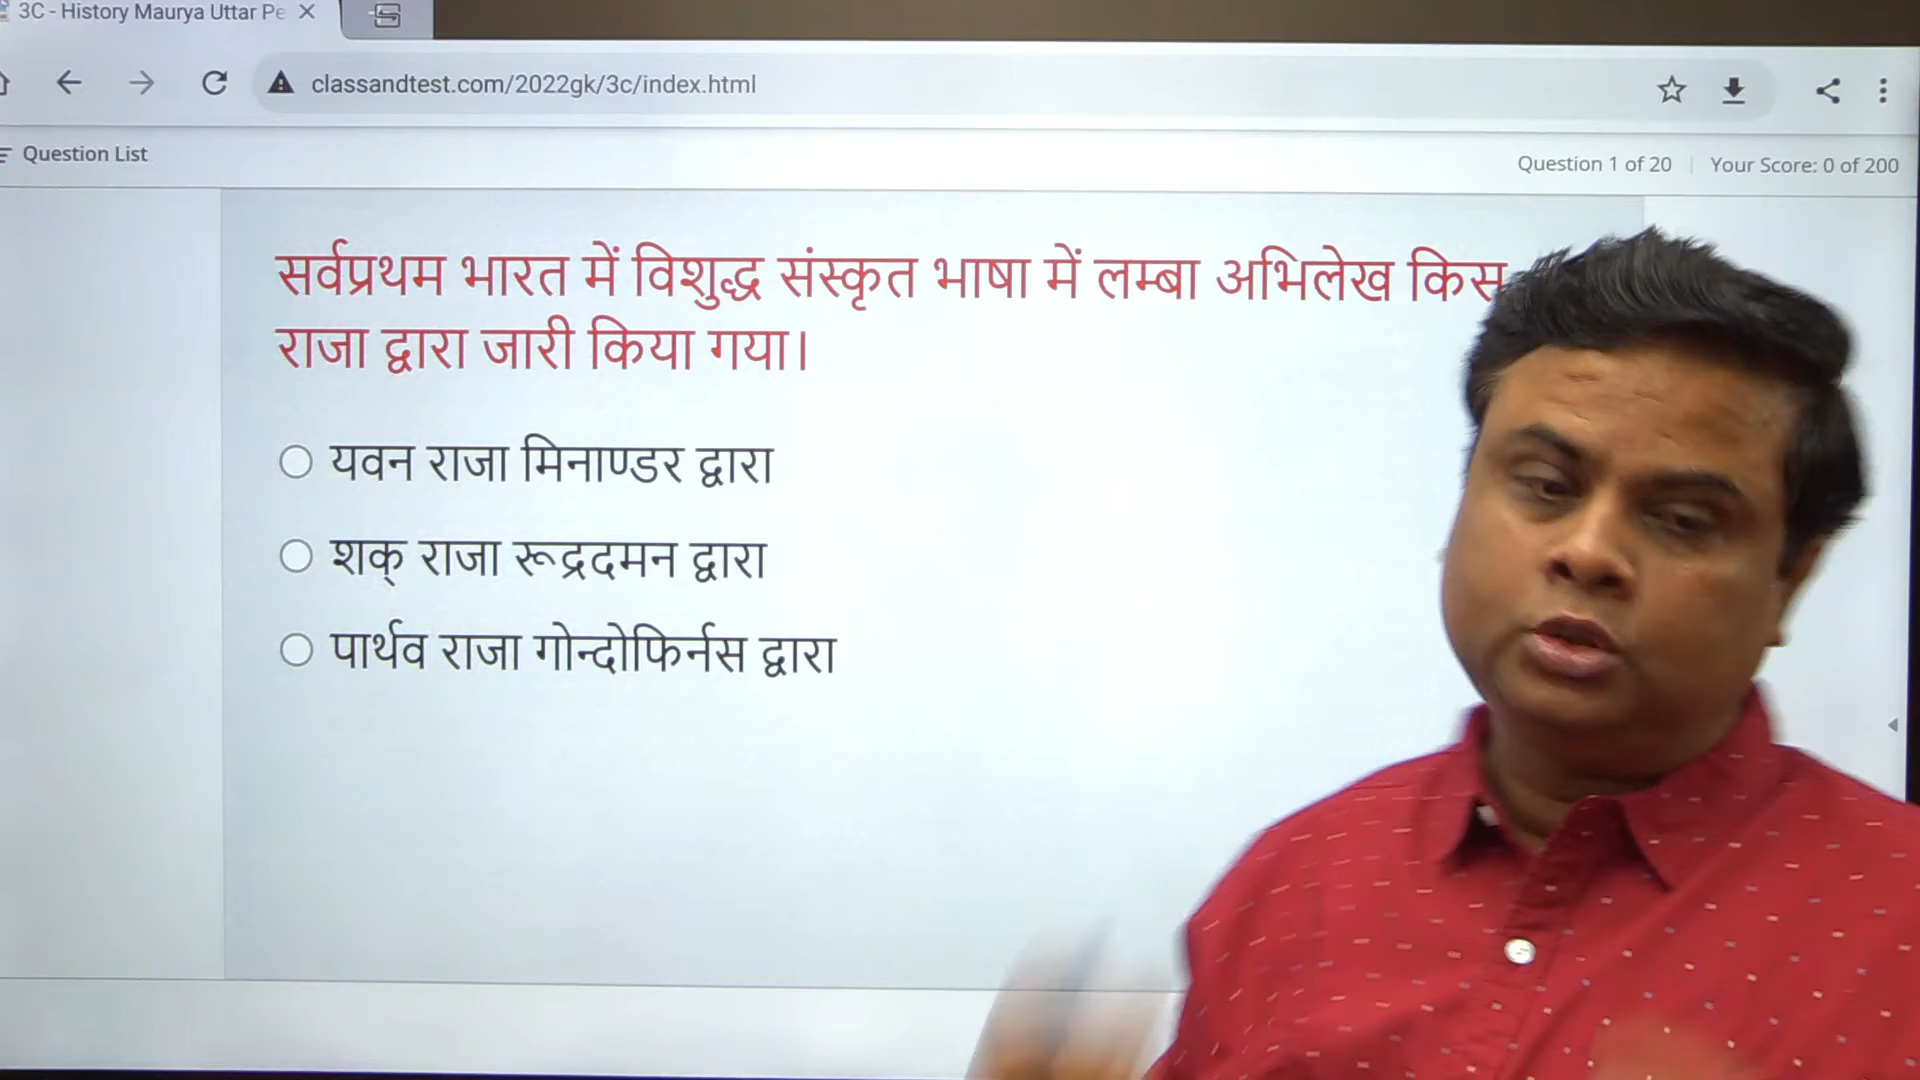 3C - History Maurya Uttar Pe
classandtest.com/2022gk/3c/index.html
Question List
Question 1 of 20 | Your Score: 0 of 200
सर्वप्रथम भारत में विशुद्ध संस्कृत भाषा में लम्बा अभिलेख किस
राजा द्वारा जारी किया गया।
यवन राजा मिनाण्डर द्वारा
शक् राजा रूद्रदमन द्वारा
पार्थव राजा गोन्दोफिर्नस द्वारा